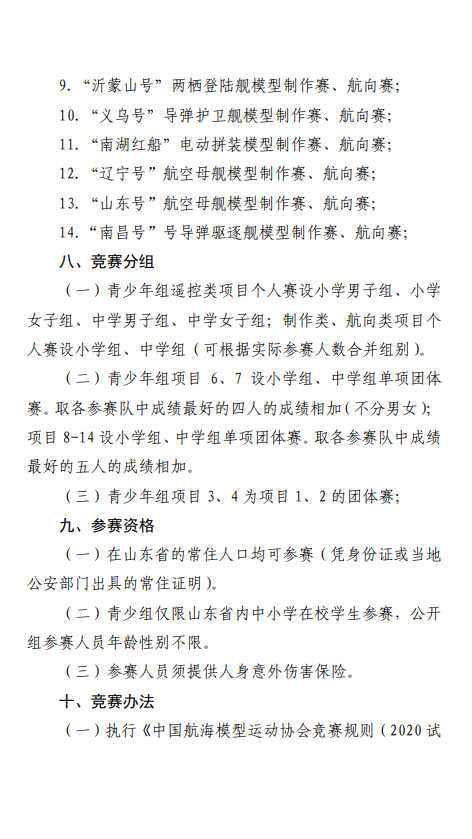 9. “沂蒙山号”两栖登陆舰模型制作赛、航向赛；
10. “义乌号”导弹护卫舰模型制作赛、航向赛；
11. “南湖红船”电动拼装模型制作赛、航向赛；
12. “辽宁号”航空母舰模型制作赛、航向赛；
13. “山东号”航空母舰模型制作赛、航向赛；
14. “南昌号”号导弹驱逐舰模型制作赛、航向赛；
八、竞赛分组
（一）青少年组遥控类项目个人赛设小学男子组、小学
女子组、中学男子组、中学女子组；制作类、航向类项目个
人赛设小学组、中学组（可根据实际参赛人数合并组别）。
（二）青少年组项目 6、7 设小学组、中学组单项团体
赛。取各参赛队中成绩最好的四人的成绩相加（不分男女）；
项目 8-14 设小学组、中学组单项团体赛。取各参赛队中成绩
最好的五人的成绩相加。
（三）青少年组项目 3、4 为项目 1、2 的团体赛；
九、参赛资格
（一）在山东省的常住人口均可参赛（凭身份证或当地
公安部门出具的常住证明）。
（二）青少组仅限山东省内中小学在校学生参赛，公开
组参赛人员年龄性别不限。
（三）参赛人员须提供人身意外伤害保险。
十、竞赛办法
（一）执行《中国航海模型运动协会竞赛规则（2020 试